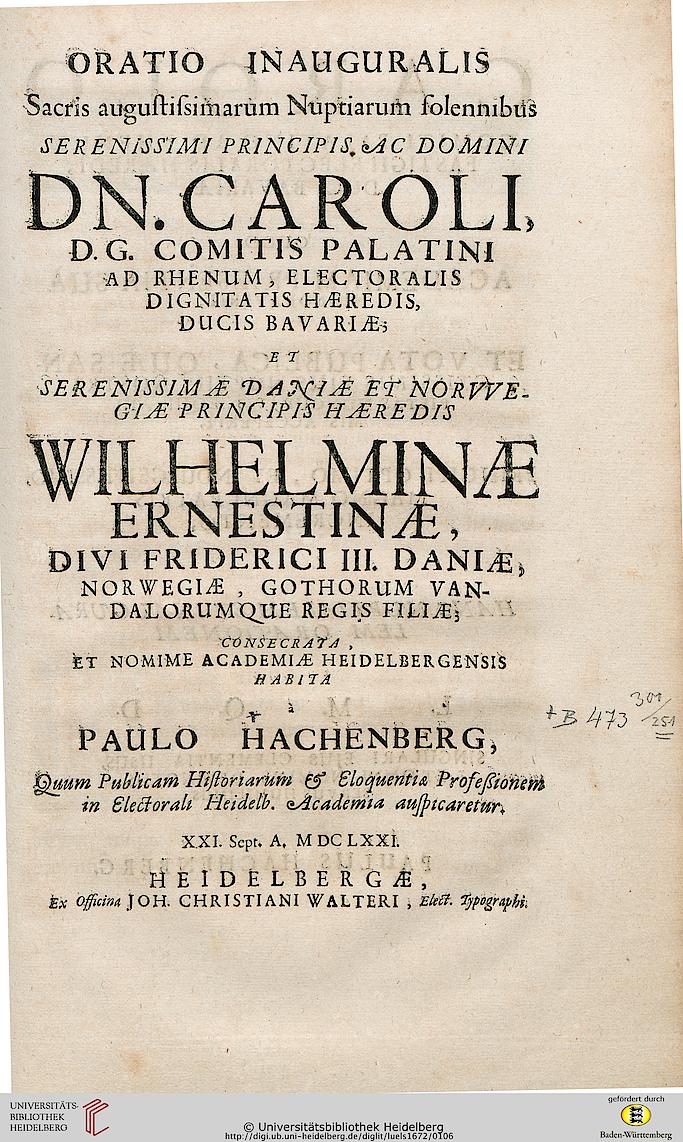 ORATIO INAUGURALIS
Sacris augustissimarum Nuptiarum solennibus
SERENISSIMI PRINCIPIS, AC DOMINI
DN. CAROLI,
D. G. COMITIS PALATINI
AD RHENUM, ELECTORALIS
DIGNITATIS HÆREDIS,
DUCIS BAVARIÆ;
ET
SERENISSIMÆ DANIÆ ET NORVVE-
GIÆ PRINCIPIS HÆREDIS
WILHELMINÆ
ERNESTINÆ,
DIVI FRIDERICI III. DANIÆ,
NORWEGIÆ, GOTHORUM VAN-
DALORUMQUE REGIS FILIÆ;
CONSECRATA,
ET NOMIME ACADEMIÆ HEIDELBERGENSIS
HABITA
à
PAULO HACHENBERG,
+B 473 301/251
Quum Publicam Historiarum & Eloquentiæ Professionem
in Electorali Heidelb. Academia auspicaretur.
XXI. Sept. A. M DC LXXI.
HEIDELBERGÆ,
Ex Officina JOH. CHRISTIANI WALTERI, Elect. Typographi.
UNIVERSITÄTS-
BIBLIOTHEK
HEIDELBERG
© Universitätsbibliothek Heidelberg
http://digi.ub.uni-heidelberg.de/diglit/luels1672/0106
gefördert durch
Baden-Württemberg